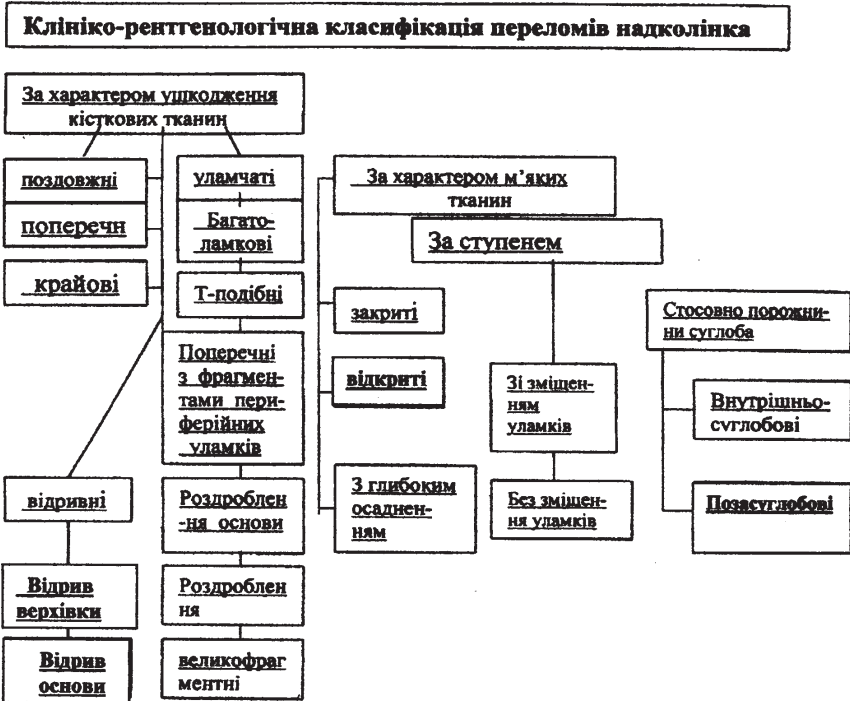 Клініко-рентгенологічна класифікація переломів надколінка
За характером ушкодження
кісткових тканин
поздовжні
поперечн
крайові
відривні
Відрив
верхівки
Відрив
основи
уламчаті
Багато-
ламкові
Т-подібні
Поперечні
з фрагмен-
тами пери-
ферійних
уламків
Роздроблен
-ня основи
Роздроблен
ня
великофраг
ментні
За характером м’яких
тканин
закриті
відкриті
З глибоким
осаднен-
ням
За ступенем
Зі зміщен-
ням
уламків
Без зміщен-
ня уламків
Стосовно порожни-
ни суглоба
Внутрішньо-
суглобові
Позасуглобові